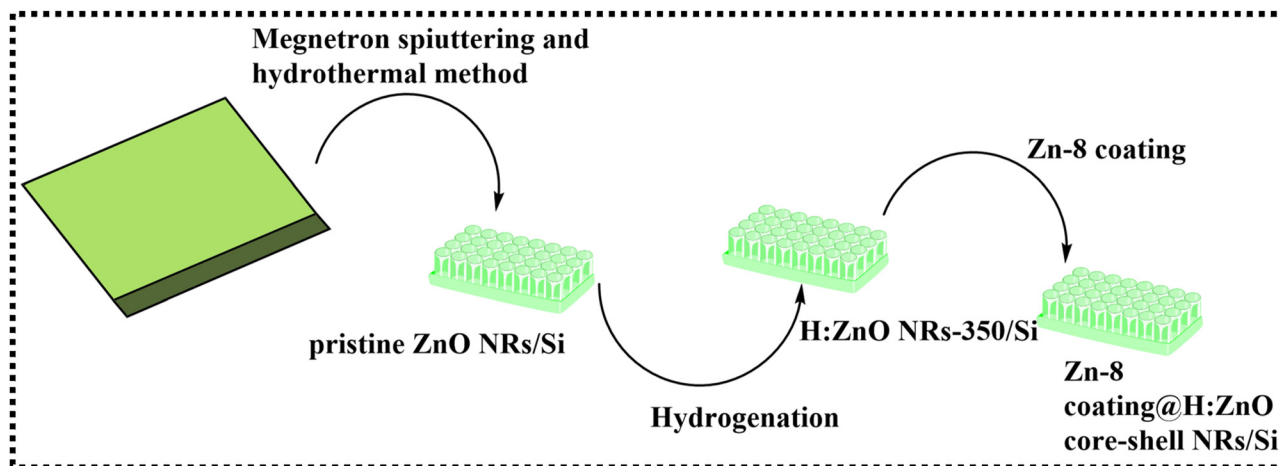 Megnetron spiuttering and
hydrothermal method
Zn-8 coating
pristine ZnO NRs/Si
H:ZnO NRs-350/Si
Hydrogenation
Zn-8
coating@H:ZnO
core-shell NRs/Si